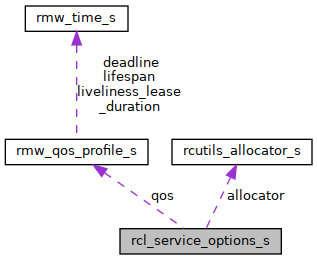 rmw_time_s
deadline
lifespan
liveliness_lease
_duration
rmw_qos_profile_s
rcutils_allocator_s
qos
allocator
rcl_service_options_s